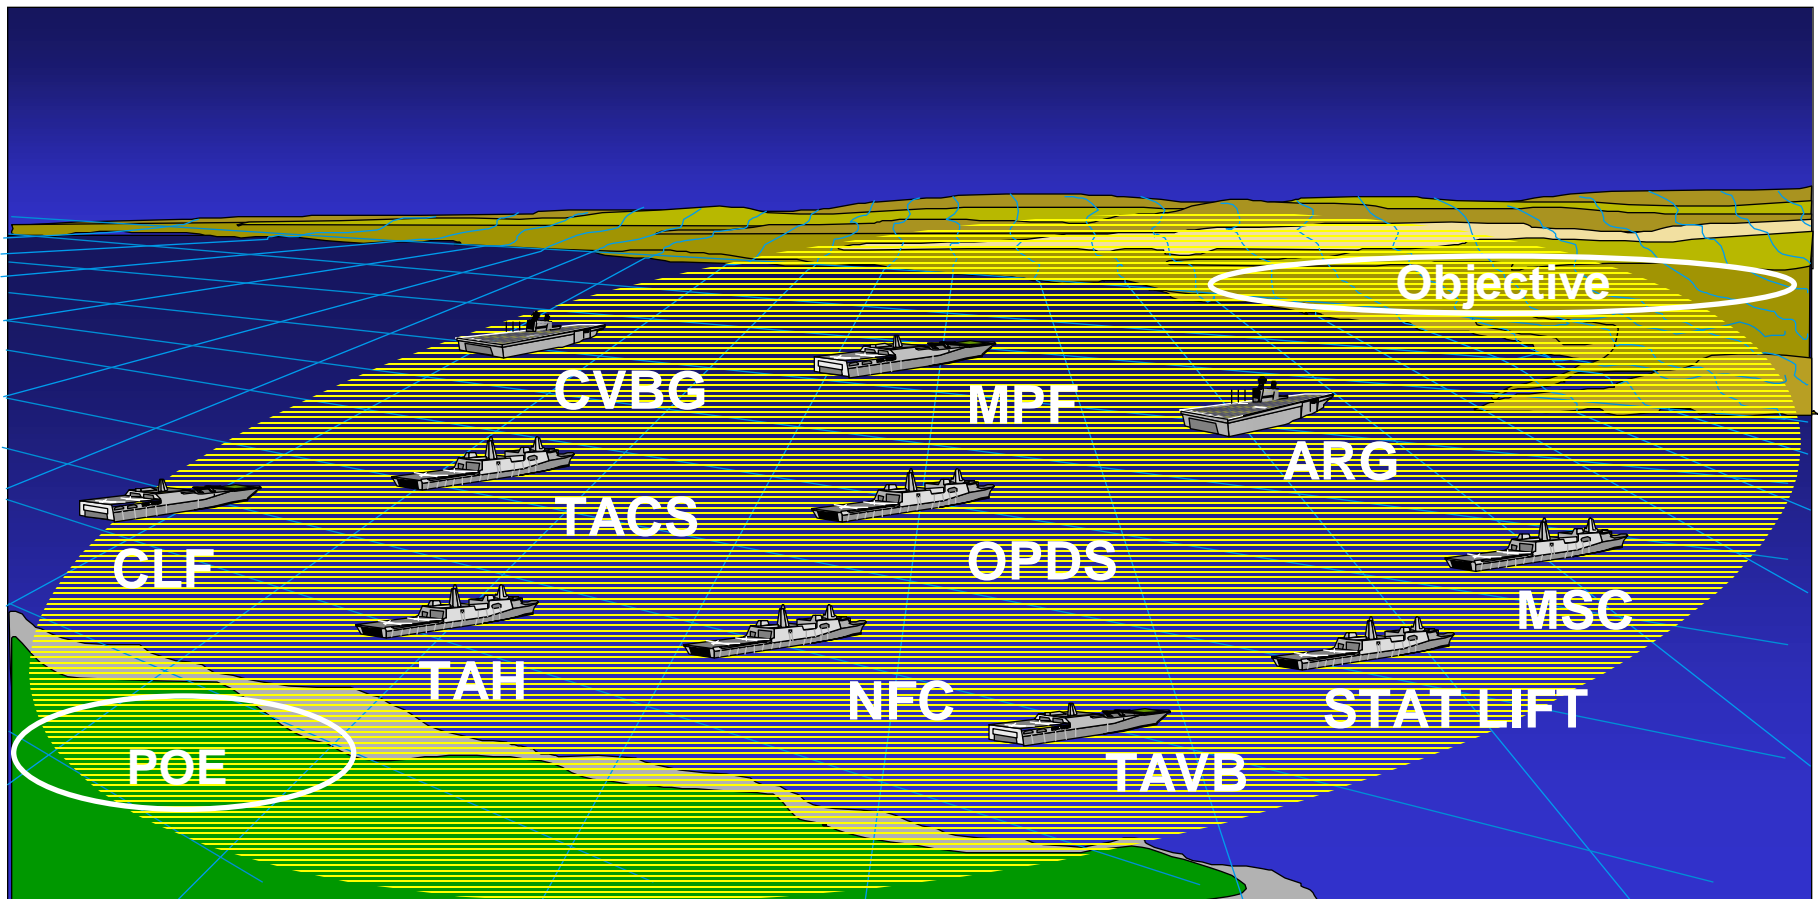 Objective
CVBG
MPF
ARG
TACS
CLF
OPDS
MSC
TAH
NFC
STAT LIFT
POE
TAVB